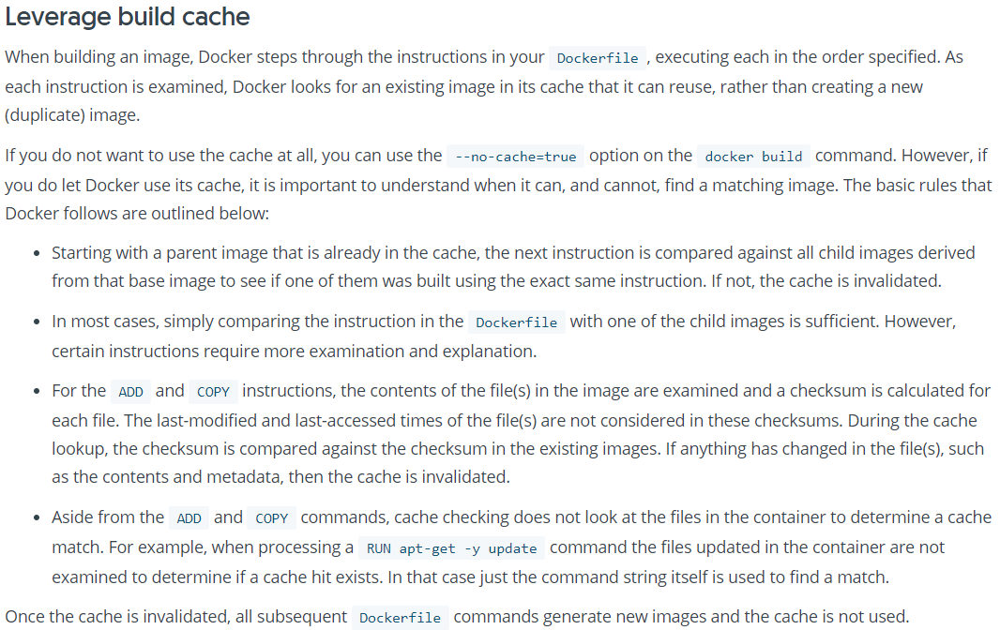 Leverage build cache
When building an image, Docker steps through the instructions in your Dockerfile , executing each in the order specified. As
each instruction is examined, Docker looks for an existing image in its cache that it can reuse, rather than creating a new
(duplicate) image.
If you do not want to use the cache at all, you can use the --no-cache=true option on the docker build command. However, if
you do let Docker use its cache, it is important to understand when it can, and cannot, find a matching image. The basic rules that
Docker follows are outlined below:
• Starting with a parent image that is already in the cache, the next instruction is compared against all child images derived
from that base image to see if one of them was built using the exact same instruction. If not, the cache is invalidated.
• In most cases, simply comparing the instruction in the Dockerfile with one of the child images is sufficient. However,
certain instructions require more examination and explanation.
• For the ADD and COPY instructions, the contents of the file(s) in the image are examined and a checksum is calculated for
each file. The last-modified and last-accessed times of the file(s) are not considered in these checksums. During the cache
lookup, the checksum is compared against the checksum in the existing images. If anything has changed in the file(s), such
as the contents and metadata, then the cache is invalidated.
• Aside from the ADD and COPY commands, cache checking does not look at the files in the container to determine a cache
match. For example, when processing a RUN apt-get -y update command the files updated in the container are not
examined to determine if a cache hit exists. In that case just the command string itself is used to find a match.
Once the cache is invalidated, all subsequent Dockerfile commands generate new images and the cache is not used.